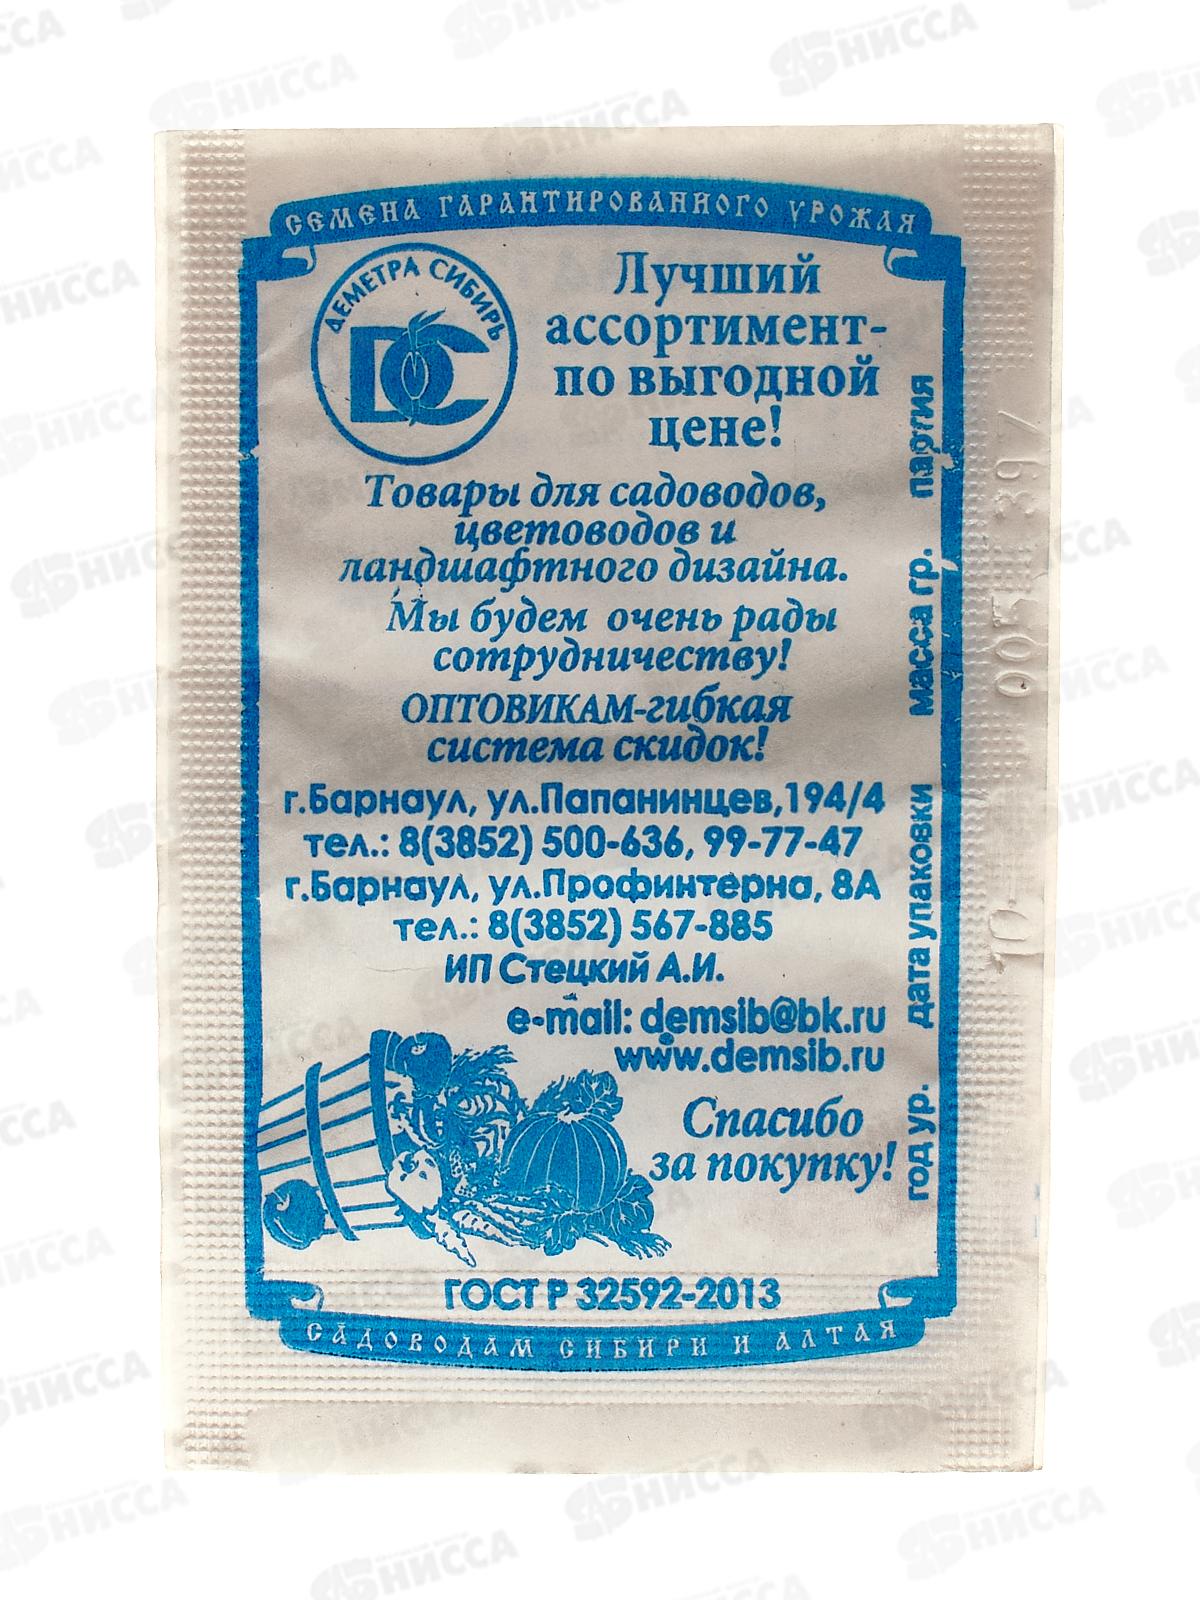 СЕМЕНА ГАРАНТИРОВАННОГО УРОЖАЯ
ДЕМЕТРА СИБИРЬ
DC
Лучший
ассортимент-
по выгодной
цене!
Товары для садоводов,
цветоводов и
ландшафтного дизайна.
Мы будем очень рады
сотрудничеству!
ОПТОВИКАМ-гибкая
система скидок!
г.Барнаул, ул.Папанинцев,194/4
тел.: 8(3852) 500-636, 99-77-47
г.Барнаул, ул.Профинтерна, 8А
тел.: 8(3852) 567-885
ИП Стецкий А.И.
e-mail: demsib@bk.ru
www.demsib.ru
Спасибо
за покупку!
ГОСТ Р 32592-2013
САДОВОДАМ СИБИРИ И АЛТАЯ
год ур. дата упаковки масса гр. партия
НИССА